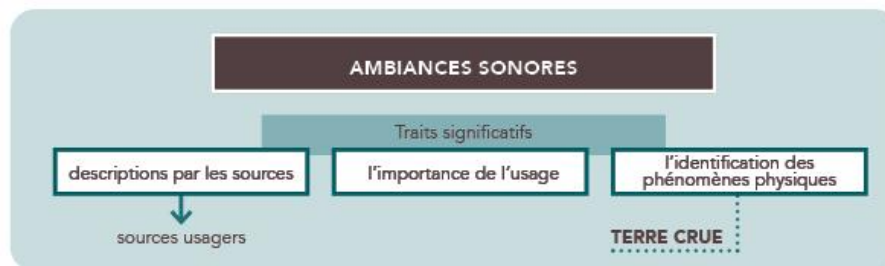 AMBIANCES SONORES
Traits significatifs
descriptions par les sources
l'importance de l'usage
l'identification des
phénomènes physiques
sources usagers
TERRE CRUE